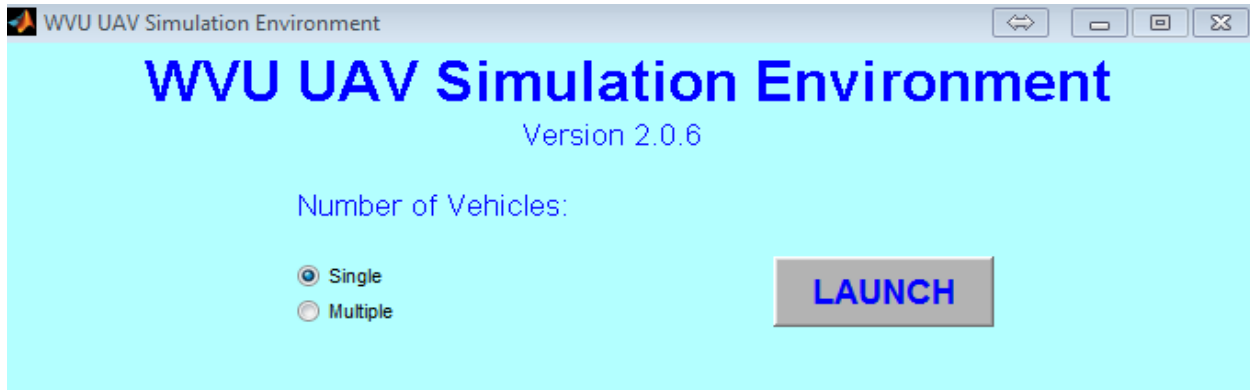 WVU UAV Simulation Environment
WVU UAV Simulation Environment
Version 2.0.6
Number of Vehicles:
Single
Multiple
LAUNCH